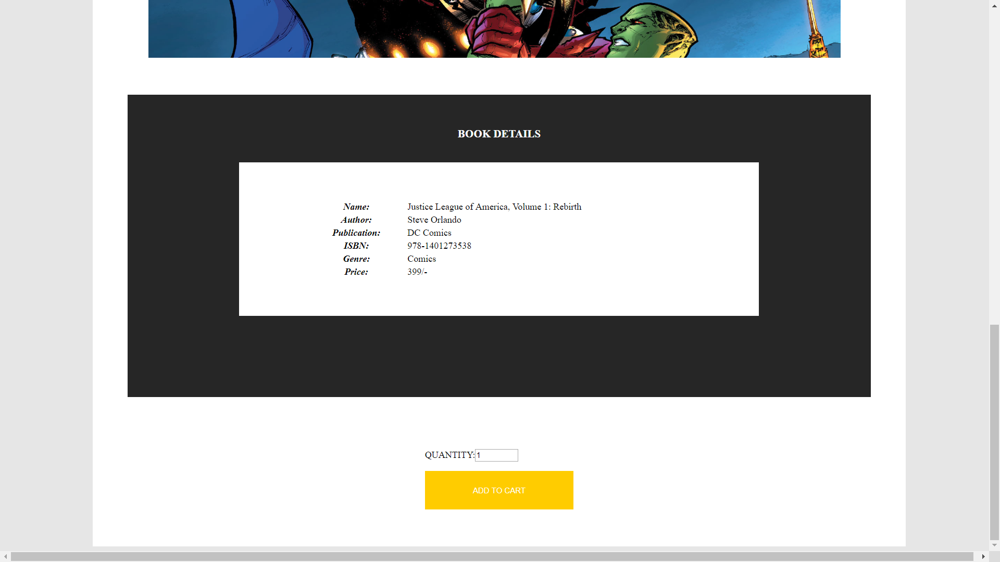 BOOK DETAILS
Name: Justice League of America, Volume 1: Rebirth
Author: Steve Orlando
Publication: DC Comics
ISBN: 978-1401273538
Genre: Comics
Price: 399/-
QUANTITY: 1
ADD TO CART